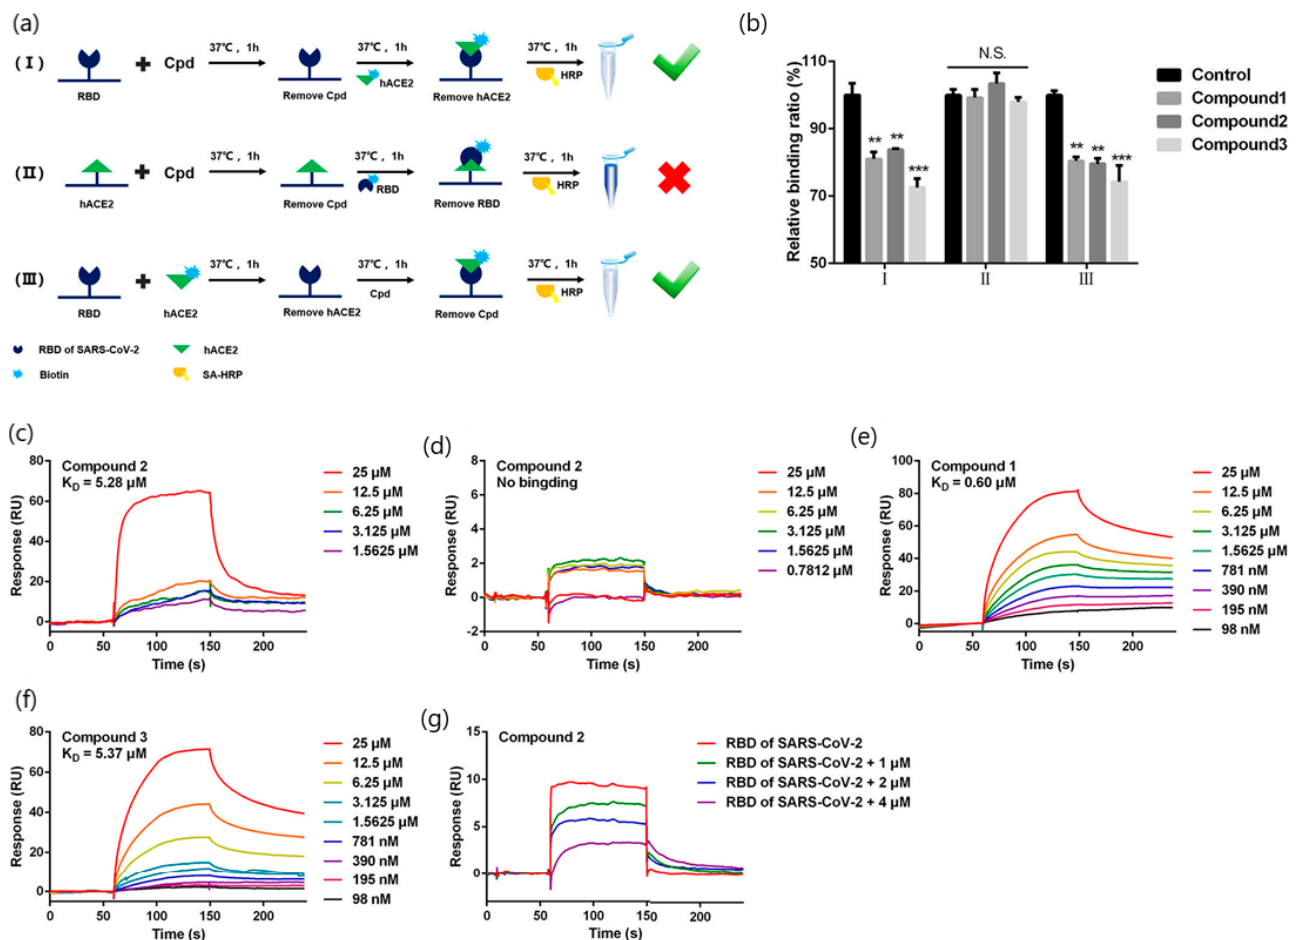 (a)
(I)
RBD
+
Cpd
37℃, 1h
Remove Cpd
37℃, 1h
hACE2
Remove hACE2
37℃, 1h
HRP
(II)
hACE2
+
Cpd
37℃, 1h
Remove Cpd
37℃, 1h
RBD
Remove RBD
37℃, 1h
HRP
(III)
RBD
+
hACE2
37℃, 1h
Remove hACE2
37℃, 1h
Cpd
Remove Cpd
37℃, 1h
HRP
RBD of SARS-CoV-2
hACE2
Biotin
SA-HRP
(b)
Relative binding ratio (%)
110
90
70
50
N.S.
** ** ***
** ** ***
I II III
Control
Compound1
Compound2
Compound3
(c)
Compound 2
KD = 5.28 μM
Response (RU)
80
60
40
20
0
0 50 100 150 200
Time (s)
25 μM
12.5 μM
6.25 μM
3.125 μM
1.5625 μM
(d)
Compound 2
No bingding
Response (RU)
8
6
4
2
0
-2
0 50 100 150 200
Time (s)
25 μM
12.5 μM
6.25 μM
3.125 μM
1.5625 μM
0.7812 μM
(e)
Compound 1
KD = 0.60 μM
Response (RU)
100
80
60
40
20
0
0 50 100 150 200
Time (s)
25 μM
12.5 μM
6.25 μM
3.125 μM
1.5625 μM
781 nM
390 nM
195 nM
98 nM
(f)
Compound 3
KD = 5.37 μM
Response (RU)
80
60
40
20
0
0 50 100 150 200
Time (s)
25 μM
12.5 μM
6.25 μM
3.125 μM
1.5625 μM
781 nM
390 nM
195 nM
98 nM
(g)
Compound 2
Response (RU)
15
10
5
0
0 50 100 150 200
Time (s)
RBD of SARS-CoV-2
RBD of SARS-CoV-2 + 1 μM
RBD of SARS-CoV-2 + 2 μM
RBD of SARS-CoV-2 + 4 μM